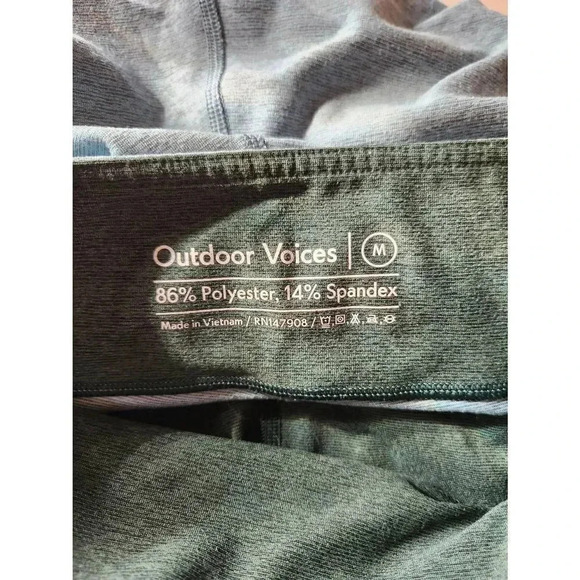 Outdoor Voices | M
86% Polyester, 14% Spandex
Made in Vietnam / RN147908 /